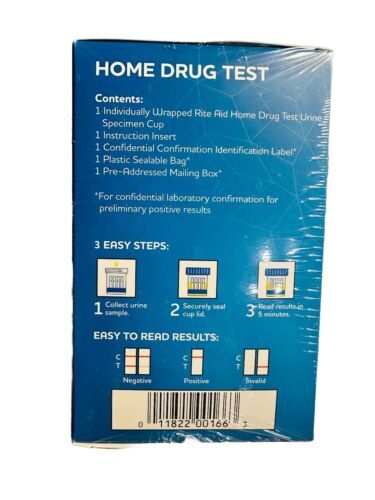 HOME DRUG TEST
Contents:
1 Individually Wrapped Rite Aid Home Drug Test Urine
Specimen Cup
1 Instruction Insert
1 Confidential Confirmation Identification Label*
1 Plastic Sealable Bag*
1 Pre-Addressed Mailing Box*
*For confidential laboratory confirmation for
preliminary positive results
3 EASY STEPS:
1 Collect urine
sample.
2 Securely seal
cup lid.
3 Read results in
5 minutes.
EASY TO READ RESULTS:
C
T
Negative
C
T
Positive
C
T
Invalid
0 11822 00166 3